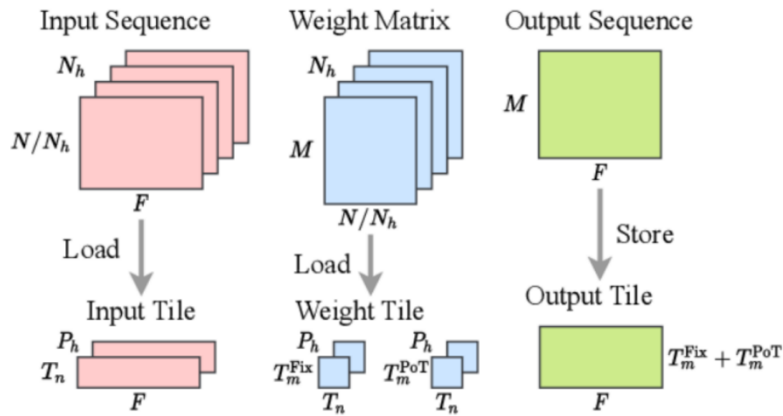 Input Sequence
N_h
N/N_h
F
Load
Input Tile
P_h
T_n
F
Weight Matrix
N_h
M
N/N_h
Load
Weight Tile
P_h
T_m^Fix
T_n
P_h
T_m^PoT
T_n
Output Sequence
M
F
Store
Output Tile
T_m^Fix + T_m^PoT
F